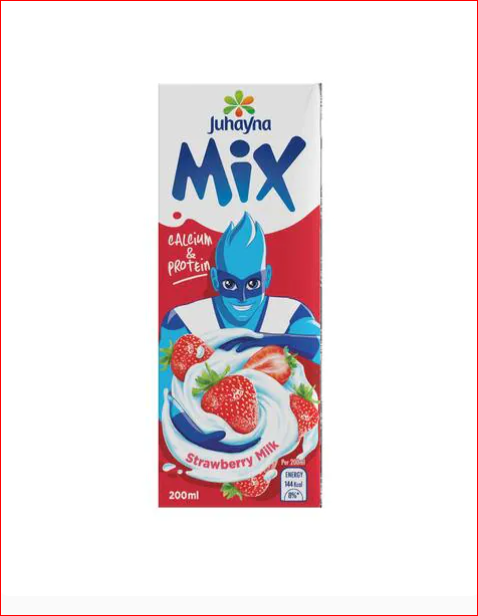 Juhayna
MiX
CALCIUM
&
PROTEIN
Strawberry Milk
Per 200ml
ENERGY
144 Kcal
8%*
200ml